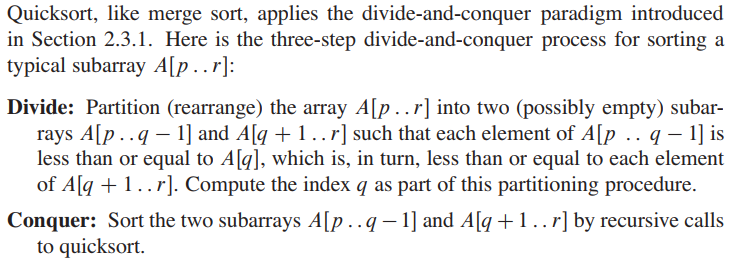 Quicksort, like merge sort, applies the divide-and-conquer paradigm introduced
in Section 2.3.1. Here is the three-step divide-and-conquer process for sorting a
typical subarray A[p . . r]:
Divide: Partition (rearrange) the array A[p . . r] into two (possibly empty) subar-
rays A[p . . q − 1] and A[q + 1 . . r] such that each element of A[p . . q − 1] is
less than or equal to A[q], which is, in turn, less than or equal to each element
of A[q + 1 . . r]. Compute the index q as part of this partitioning procedure.
Conquer: Sort the two subarrays A[p . . q − 1] and A[q + 1 . . r] by recursive calls
to quicksort.